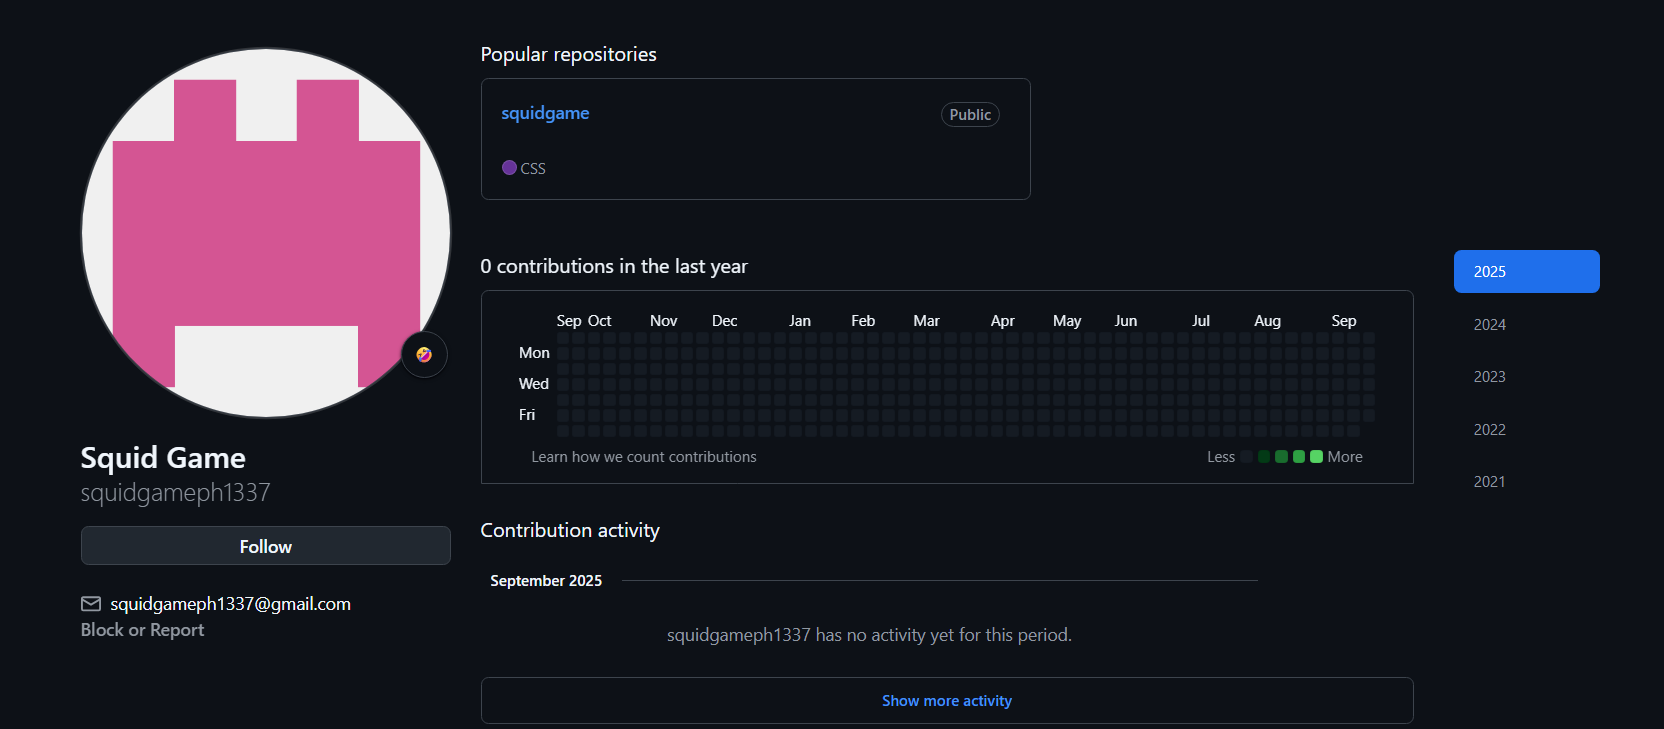 Popular repositories
squidgame
Public
CSS
0 contributions in the last year
2025
2024
2023
2022
2021
Sep Oct Nov Dec Jan Feb Mar Apr May Jun Jul Aug Sep
Mon
Wed
Fri
Learn how we count contributions
Less More
Squid Game
squidgameph1337
Follow
squidgameph1337@gmail.com
Block or Report
Contribution activity
September 2025
squidgameph1337 has no activity yet for this period.
Show more activity